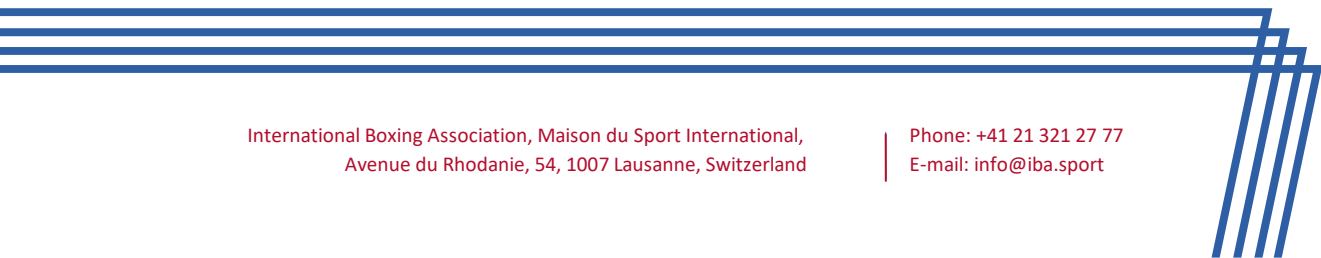 International Boxing Association, Maison du Sport International,
Avenue du Rhodanie, 54, 1007 Lausanne, Switzerland
Phone: +41 21 321 27 77
E-mail: info@iba.sport